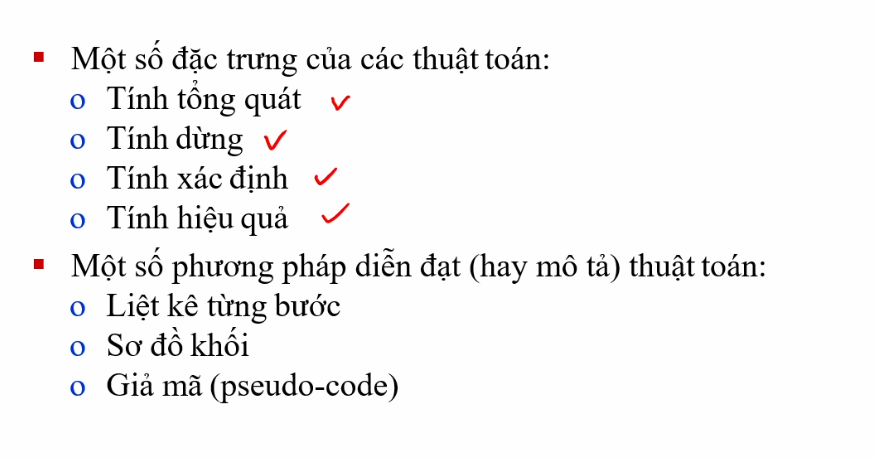 ▪ Một số đặc trưng của các thuật toán:
o Tính tổng quát
o Tính dừng
o Tính xác định
o Tính hiệu quả
▪ Một số phương pháp diễn đạt (hay mô tả) thuật toán:
o Liệt kê từng bước
o Sơ đồ khối
o Giả mã (pseudo-code)